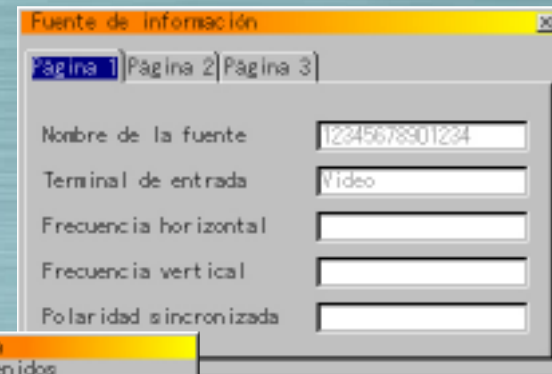 Fuente de información
Página 1 Página 2 Página 3
Nombre de la fuente 12345678901234
Terminal de entrada Video
Frecuencia horizontal
Frecuencia vertical
Polaridad sincronizada